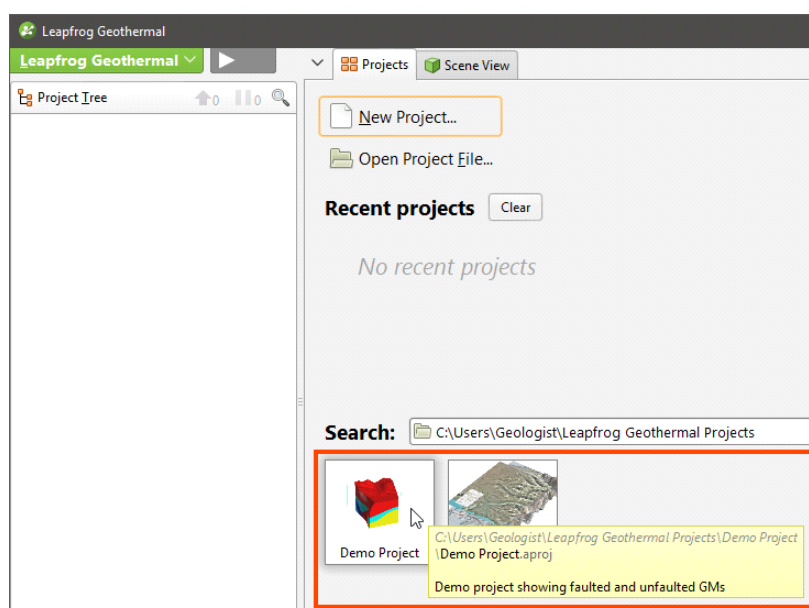 Leapfrog Geothermal
Leapfrog Geothermal
Projects
Scene View
Project Tree
0
0
New Project...
Open Project File...
Recent projects
Clear
No recent projects
Search:
C:\Users\Geologist\Leapfrog Geothermal Projects
Demo Project
C:\Users\Geologist\Leapfrog Geothermal Projects\Demo Project
\Demo Project.aproj
Demo project showing faulted and unfaulted GMs